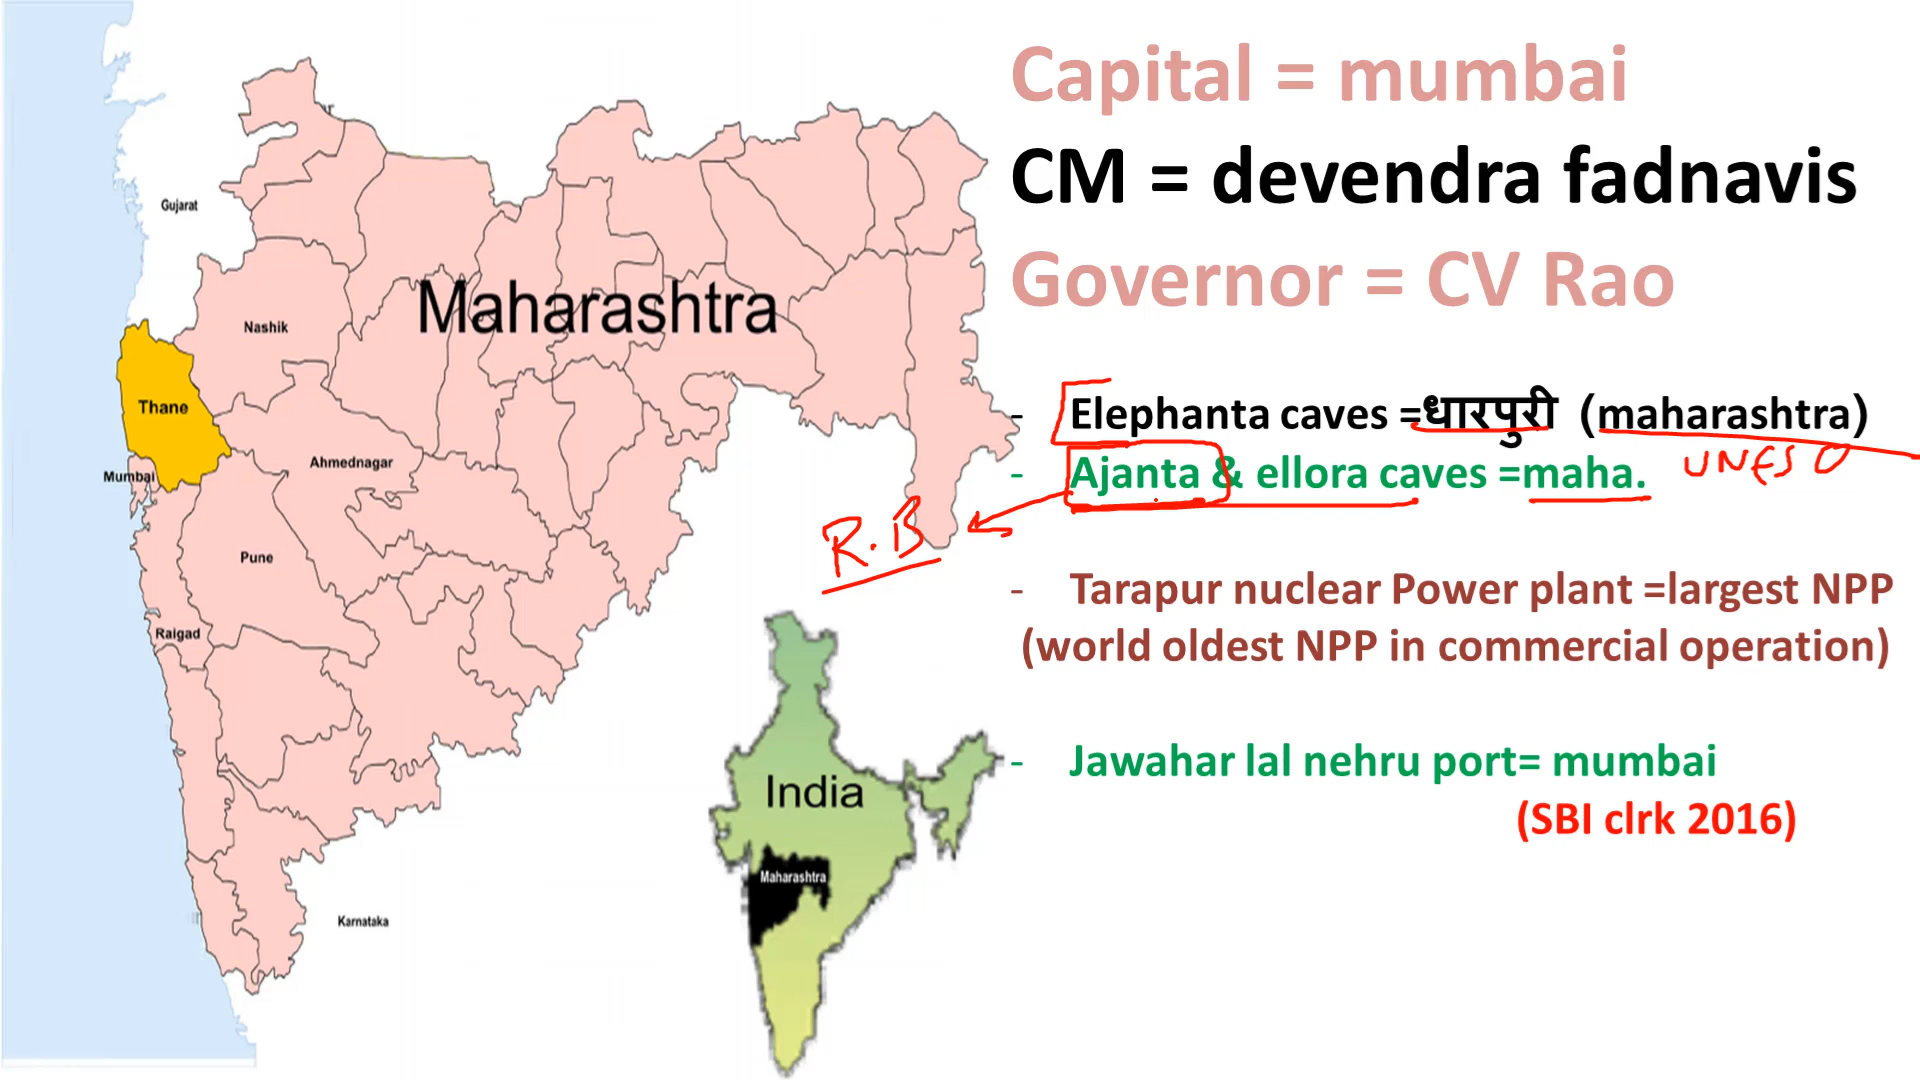 Capital = mumbai
CM = devendra fadnavis
Governor = CV Rao
- Elephanta caves =धारपुरी (maharashtra)
UNESO
- Ajanta & ellora caves =maha.
R.B
- Tarapur nuclear Power plant =largest NPP
(world oldest NPP in commercial operation)
- Jawahar lal nehru port= mumbai
(SBI clrk 2016)
Gujarat
Nashik
Maharashtra
Thane
Ahmednagar
Mumbai
Pune
Raigad
Karnataka
India
Maharashtra